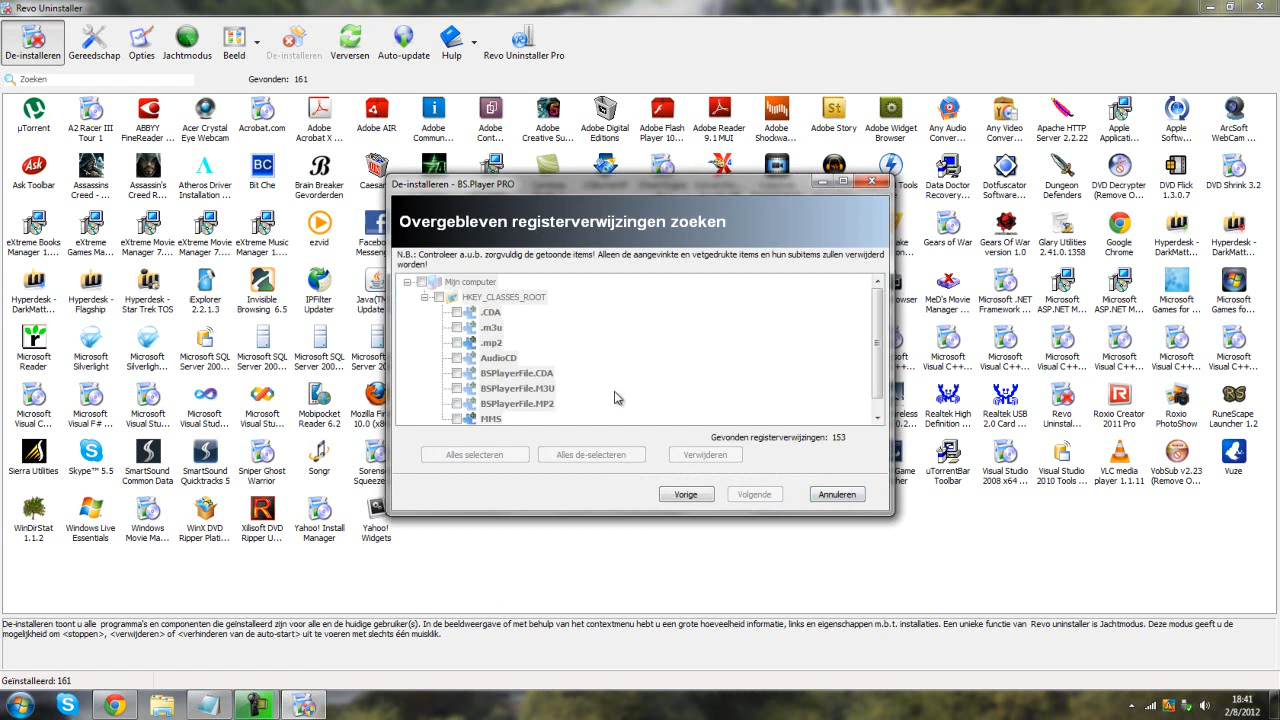 Revo Uninstaller
De-installeren Gereedschap Opties Jachtmodus Beeld De-installeren Verversen Auto-update Hulp Revo Uninstaller Pro
Zoeken Gevonden: 161
µTorrent A2 Racer III Tour 1 ABBYY FineReader ... Acer Crystal Eye Webcam Acrobat.com Adobe Acrobat X ... Adobe AIR Adobe Commun... Adobe Cont... Adobe Creative Su... Adobe Digital Editions Adobe Flash Player 10... Adobe Reader 9.1 MUI Adobe Shockwa... Adobe Story Adobe Widget Browser Any Audio Conver... Any Video Conver... Apache HTTP Server 2.2.22 Apple Applicatio... Apple Softw... ArcSoft WebCam ...
Ask Toolbar Assassins Creed - ... Assassin's Creed - R... Atheros Driver Installation ... Bit Che Brain Breaker Verordenders Data Doctor Recovery... Dotfuscator Software ... Dungeon Defenders DVD Decrypter (Remove O... DVD Flick 1.3.0.7 DVD Shrink 3.2
eXtreme Books Manager 1... eXtreme Games ... eXtreme Movie Manager 7... eXtreme Movie Manager 7... eXtreme Music Manager ... ezvid Gears of War Gears Of War version 1.0 Glary Utilities 2.41.0.1358 Google Chrome Hyperdesk - DarkMatt... Hyperdesk - DarkMatt...
Hyperdesk - DarkMatt... Hyperdesk - Flagship Hyperdesk - Star Trek TOS iExplorer 2.2.1.3 Invisible Browsing 6.5 IPFilter Updater MeD's Movie Manager Microsoft .NET Framework ... Microsoft ASP.NET M... Microsoft ASP.NET M... Microsoft Games for ... Microsoft Games for ...
Microsoft Reader Microsoft Silverlight Microsoft Silverlight ... Microsoft SQL Server 200... Microsoft SQL Server 200... Microsoft Visual C++... Microsoft Visual C++... Microsoft Visual C++... Microsoft Visual C++... Microsoft Visual C++... Microsoft Visual C++...
Microsoft Visual C... Microsoft Visual C++... Microsoft Visual F# ... Microsoft Visual Studi... Microsoft Visual Studi... Mobipocket Reader 6.2 Realtek High Definition ... Realtek USB 2.0 Card ... Revo Uninstal... Roxio Creator 2011 Pro Roxio PhotoShow RuneScape Launcher 1.2
Sierra Utilities Skype™ 5.5 SmartSound Common Data SmartSound Quicktracks 5 Sniper Ghost Warrior Songr Sorenson Squeeze... uTorrentBar Toolbar Visual Studio 2008 x64 ... Visual Studio 2010 Tools ... VLC media player 1.1.11 VobSub v2.23 (Remove O... Vuze
WinDirStat 1.1.2 Windows Live Essentials Windows Movie Ma... WinX DVD Ripper Plati... Xilisoft DVD Ripper U... Yahoo! Install Manager Yahoo! Widgets
De-installeren - BS.Player PRO
Overgebleven registerverwijzingen zoeken
N.B.: Controleer a.u.b. zorgvuldig de getoonde items! Alleen de aangevinkte en vetgedrukte items en hun subitems zullen verwijderd
worden!
Mijn computer
HKEY_CLASSES_ROOT
.CDA
.m3u
.mp2
AudioCD
BSPlayerFile.CDA
BSPlayerFile.M3U
BSPlayerFile.MP2
MMS
Gevonden registerverwijzingen: 153
Alles selecteren Alles de-selecteren Verwijderen
Vorige Volgende Annuleren
De-installeren toont u alle programma's en componenten die geïnstalleerd zijn voor alle en de huidige gebruiker(s). In de beeldweergave of met behulp van het contextmenu hebt u een grote hoeveelheid informatie, links en eigenschappen m.b.t. installaties. Een unieke functie van Revo uninstaller is Jachtmodus. Deze modus geeft u de
mogelijkheid om <stoppen>, <verwijderen> of <verhinderen van de auto-start> uit te voeren met slechts één muisklik.
Geïnstalleerd: 161
18:41
2/8/2012